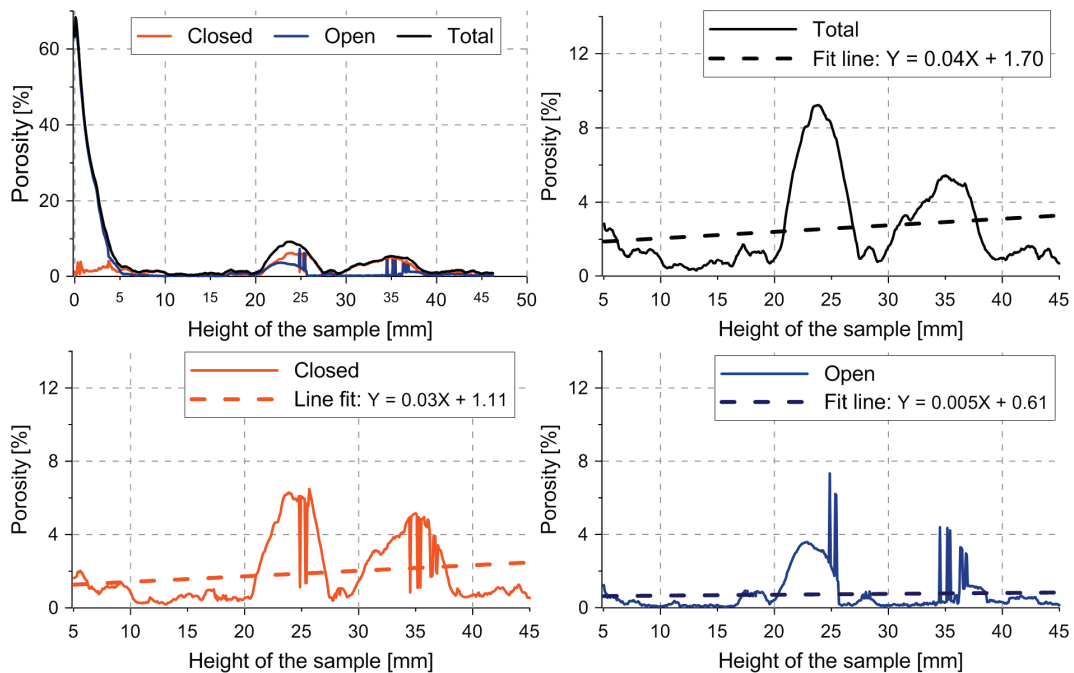 Closed Open Total
Porosity [%]
60
40
20
0
0 5 10 15 20 25 30 35 40 45 50
Height of the sample [mm]
Total
Fit line: Y = 0.04X + 1.70
Porosity [%]
12
8
4
0
5 10 15 20 25 30 35 40 45
Height of the sample [mm]
Closed
Line fit: Y = 0.03X + 1.11
Porosity [%]
12
8
4
0
5 10 15 20 25 30 35 40 45
Height of the sample [mm]
Open
Fit line: Y = 0.005X + 0.61
Porosity [%]
12
8
4
0
5 10 15 20 25 30 35 40 45
Height of the sample [mm]